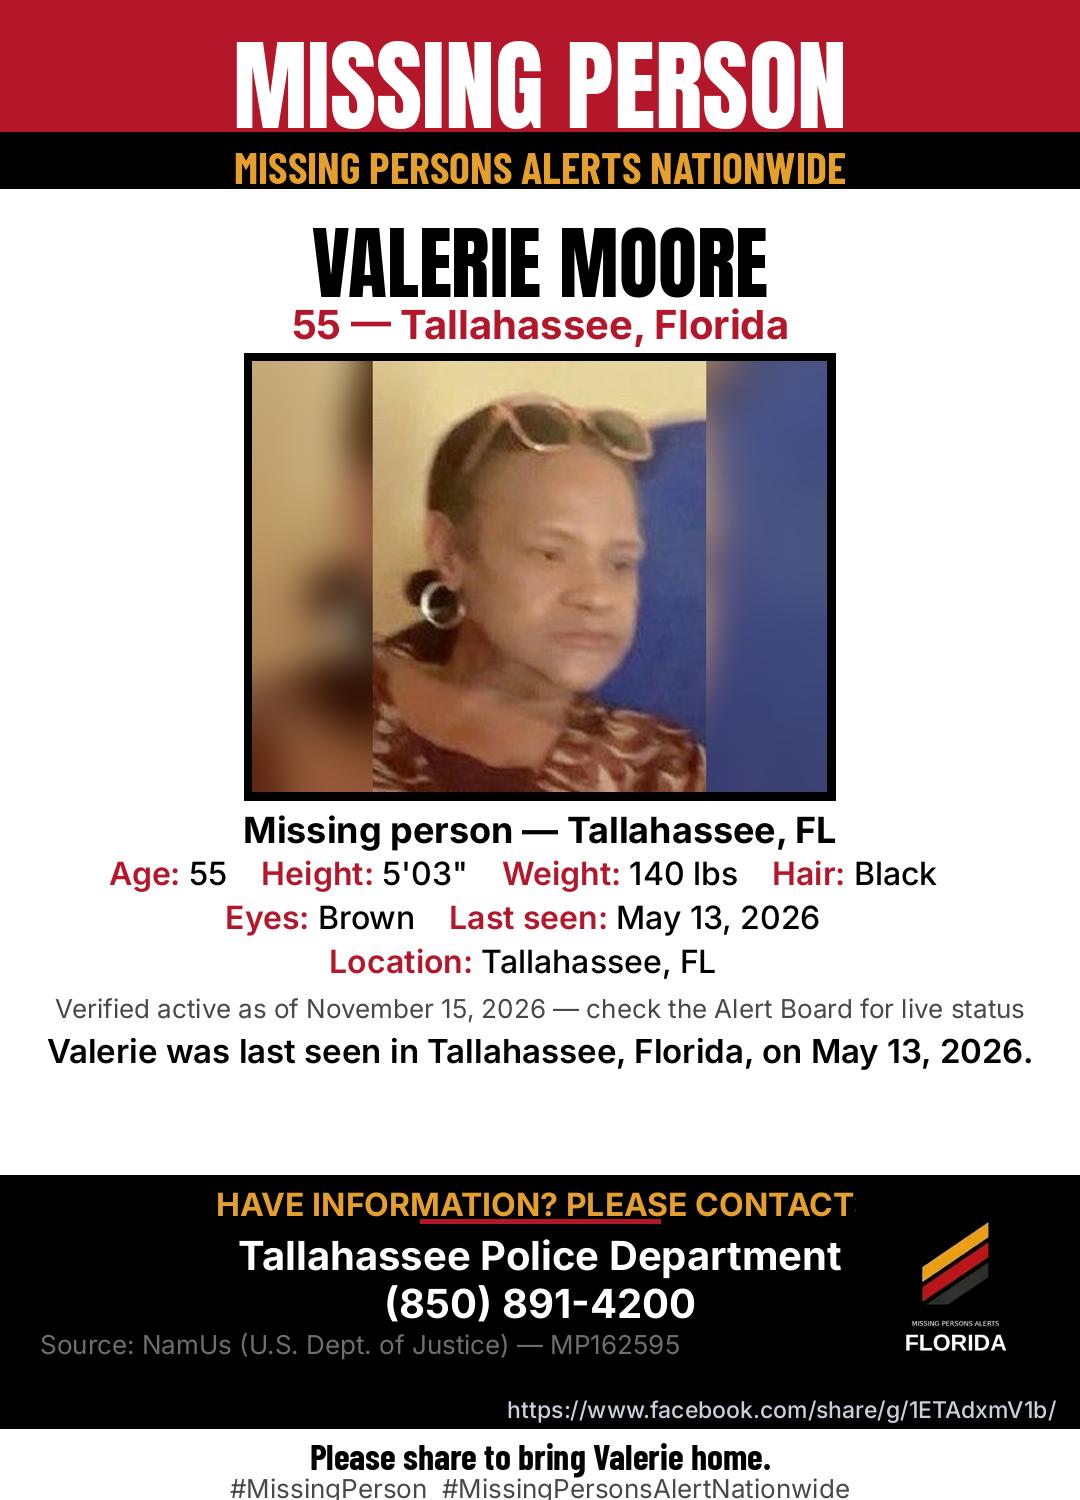 MISSING PERSON
MISSING PERSONS ALERTS NATIONWIDE
VALERIE MOORE
55 — Tallahassee, Florida
Missing person — Tallahassee, FL
Age: 55 Height: 5'03" Weight: 140 lbs Hair: Black
Eyes: Brown Last seen: May 13, 2026
Location: Tallahassee, FL
Verified active as of November 15, 2026 — check the Alert Board for live status
Valerie was last seen in Tallahassee, Florida, on May 13, 2026.
HAVE INFORMATION? PLEASE CONTACT:
Tallahassee Police Department
(850) 891-4200
Source: NamUs (U.S. Dept. of Justice) — MP162595
MISSING PERSONS ALERTS
FLORIDA
https://www.facebook.com/share/g/1ETAdxmV1b/
Please share to bring Valerie home.
#MissingPerson #MissingPersonsAlertNationwide